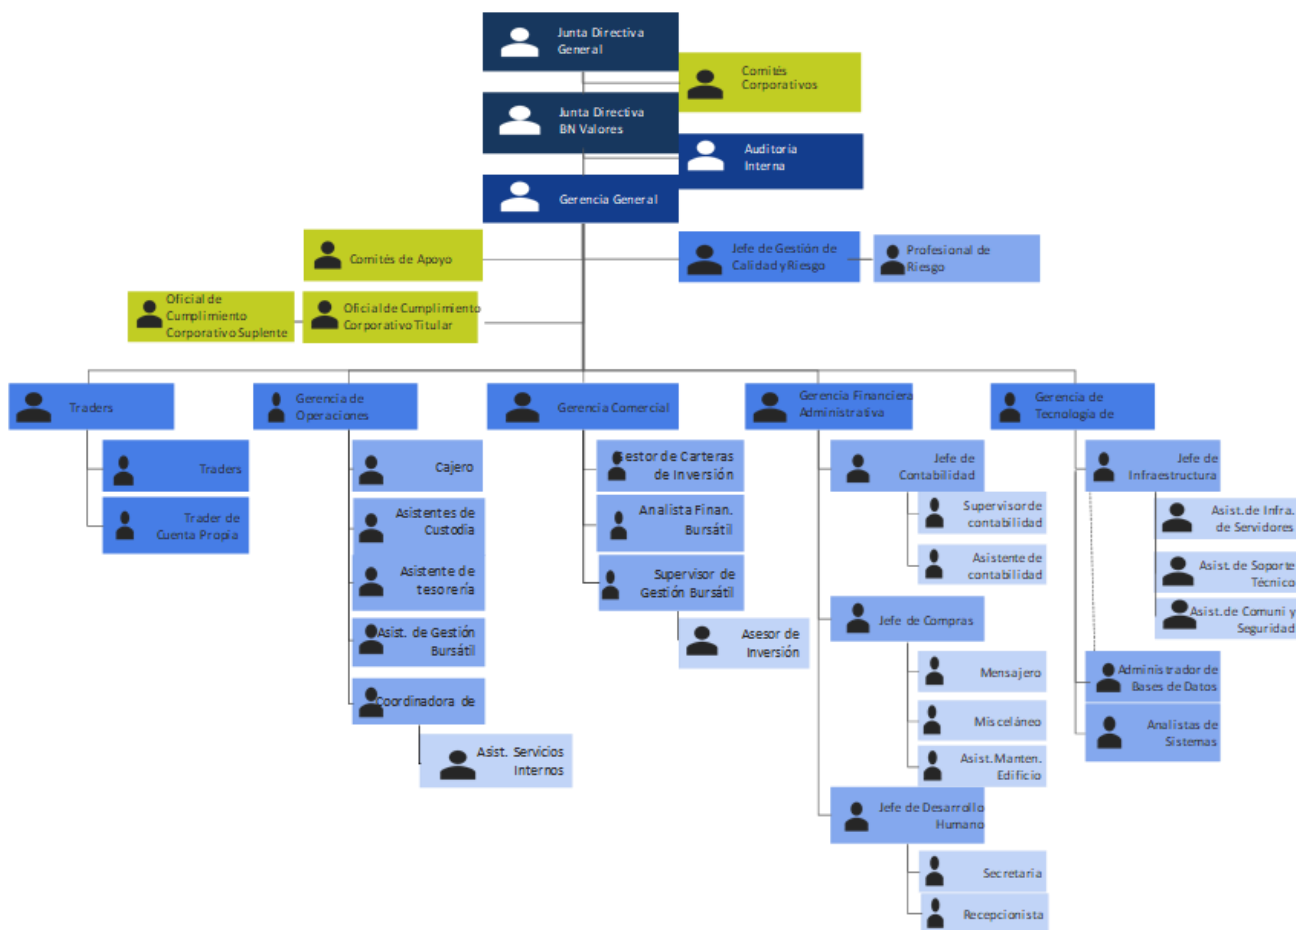 Junta Directiva
General
Comités
Corporativos
Junta Directiva
BN Valores
Auditoría
Interna
Gerencia General
Comités de Apoyo
Jefe de Gestión de
Calidad y Riesgo
Profesional de
Riesgo
Oficial de
Cumplimiento
Corporativo Suplente
Oficial de Cumplimiento
Corporativo Titular
Traders
Gerencia de
Operaciones
Gerencia Comercial
Gerencia Financiera
Administrativa
Gerencia de
Tecnología de
Traders
Trader de
Cuenta Propia
Cajero
Asistentes de
Custodia
Asistente de
tesorería
Asist. de Gestión
Bursátil
Coordinadora de
Asist. Servicios
Internos
Gestor de Carteras
de Inversión
Analista Finan.
Bursátil
Supervisor de
Gestión Bursátil
Asesor de
Inversión
Jefe de
Contabilidad
Supervisor de
contabilidad
Asistente de
contabilidad
Jefe de Compras
Mensajero
Misceláneo
Asist. Manten.
Edificio
Jefe de Desarrollo
Humano
Secretaria
Recepcionista
Jefe de
Infraestructura
Asist. de Infra.
de Servidores
Asist. de Soporte
Técnico
Asist. de Comuni y
Seguridad
Administrador de
Bases de Datos
Analistas de
Sistemas